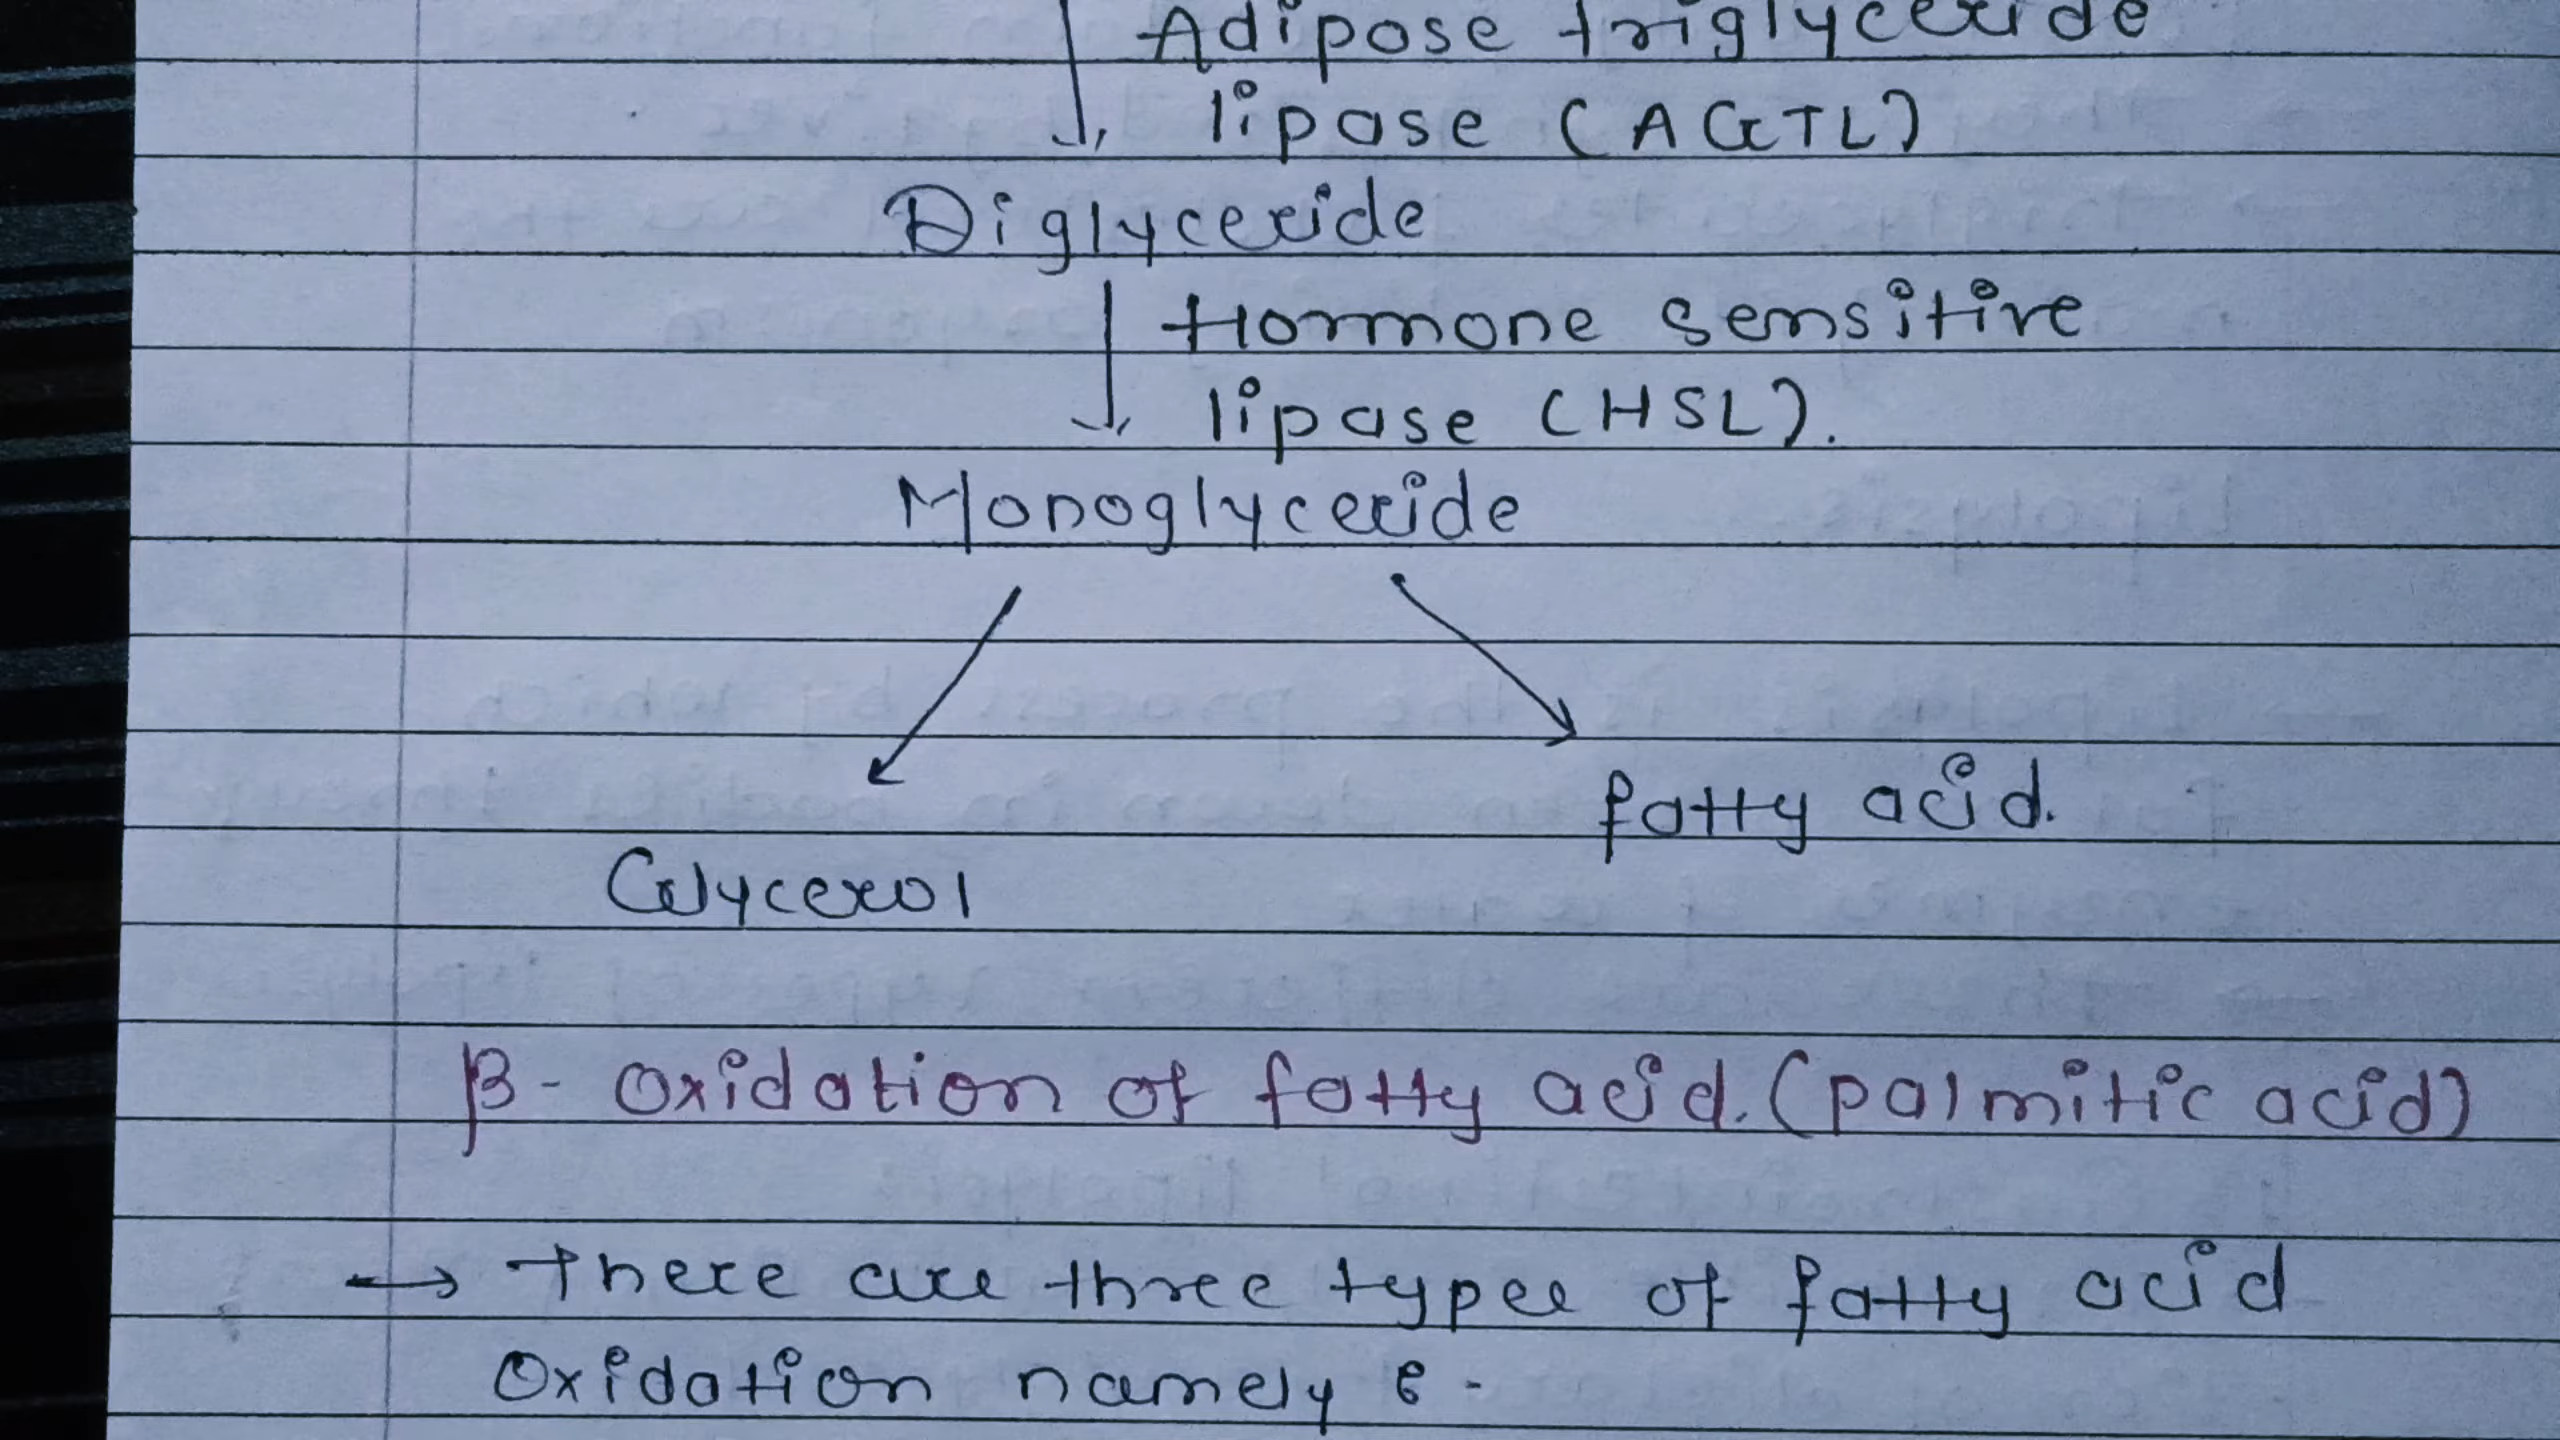 Adipose triglyceride
lipase (AGTL)
Diglyceride
Hormone sensitive
lipase (HSL).
Monoglyceride
fatty acid.
Glycerol
β - Oxidation of fatty acid. (palmitic acid)
→ There are three types of fatty acid
Oxidation namely :-